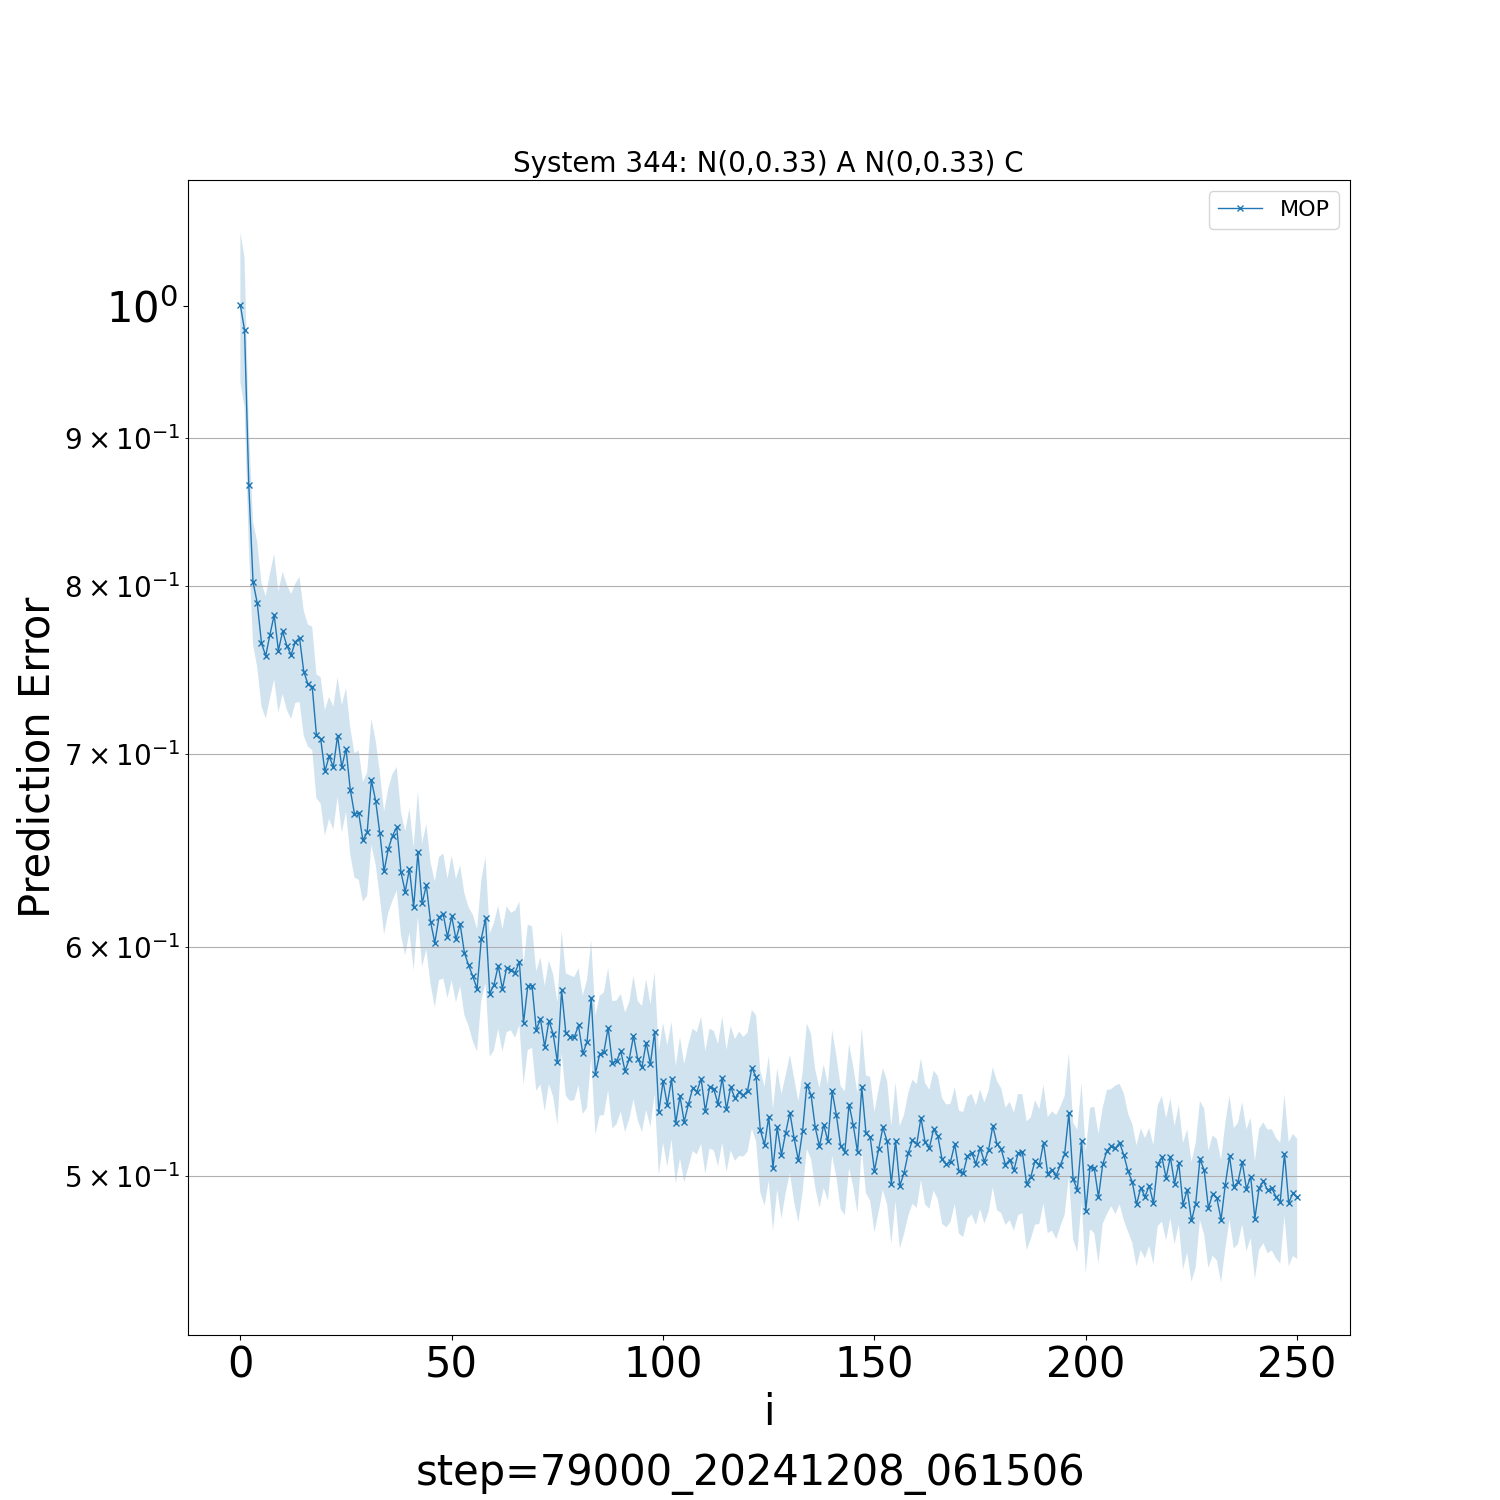 System 344: N(0,0.33) A N(0,0.33) C
MOP
10⁰
9 × 10⁻¹
8 × 10⁻¹
7 × 10⁻¹
6 × 10⁻¹
5 × 10⁻¹
Prediction Error
0 50 100 150 200 250
i
step=79000_20241208_061506